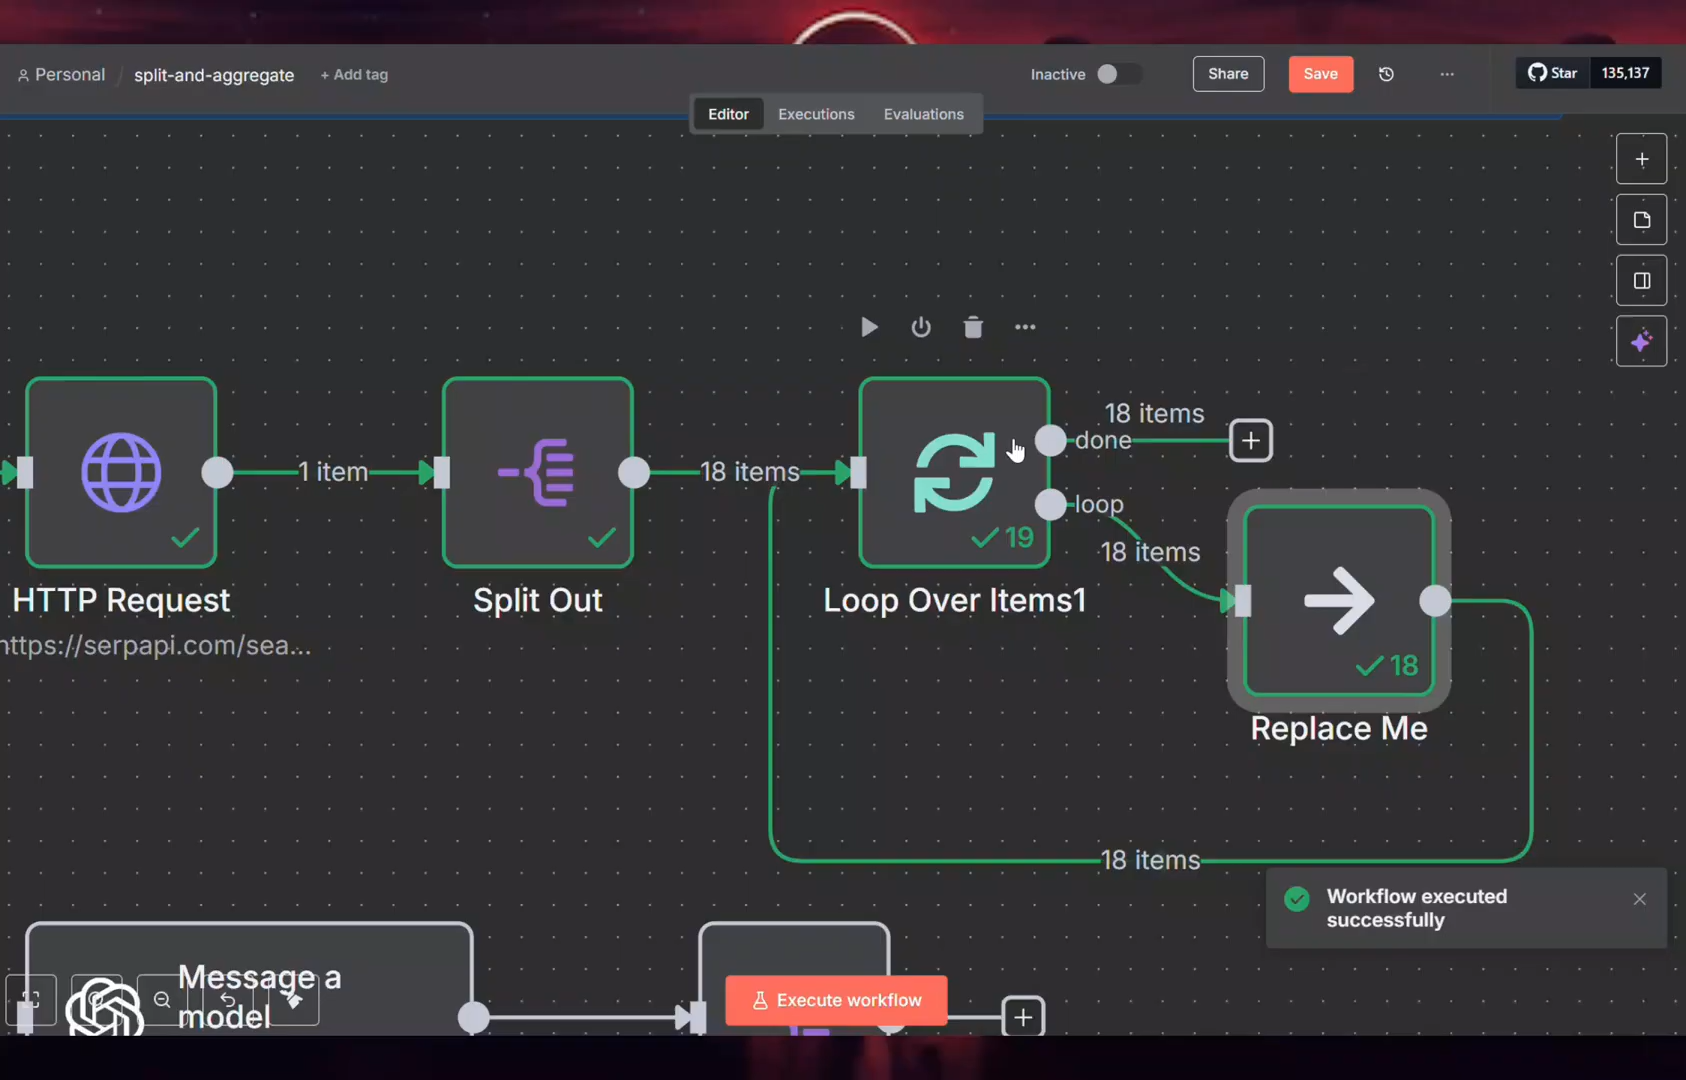 Personal / split-and-aggregate + Add tag
Inactive
Share
Save
Star 135,137
Editor Executions Evaluations
18 items
done
1 item
18 items
loop
19
18 items
HTTP Request
https://serpapi.com/sea...
Split Out
Loop Over Items1
18
Replace Me
18 items
Workflow executed
successfully
Message a
model
Execute workflow